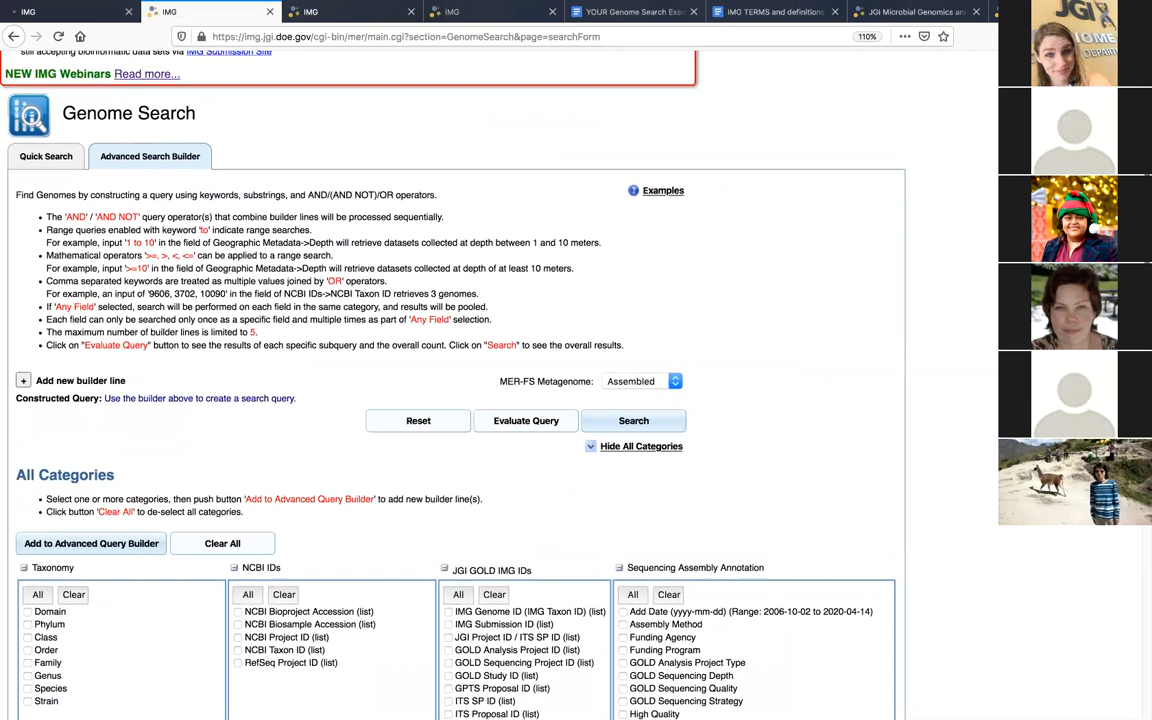 IMG
IMG
IMG
IMG
YOUR Genome Search Exa
IMG TERMS and definitions
JGI Microbial Genomics an
https://img.jgi.doe.gov/cgi-bin/mer/main.cgi?section=GenomeSearch&page=searchForm
110%
still accepting bioinformatic data sets via IMG Submission Site
NEW IMG Webinars Read more...
Genome Search
Quick Search
Advanced Search Builder
Find Genomes by constructing a query using keywords, substrings, and AND/(AND NOT)/OR operators.
Examples
• The 'AND' / 'AND NOT' query operator(s) that combine builder lines will be processed sequentially.
• Range queries enabled with keyword 'to' indicate range searches.
For example, input '1 to 10' in the field of Geographic Metadata->Depth will retrieve datasets collected at depth between 1 and 10 meters.
• Mathematical operators '>=, >, <, <=' can be applied to a range search.
For example, input '>=10' in the field of Geographic Metadata->Depth will retrieve datasets collected at depth of at least 10 meters.
• Comma separated keywords are treated as multiple values joined by 'OR' operators.
For example, an input of '9606, 3702, 10090' in the field of NCBI IDs->NCBI Taxon ID retrieves 3 genomes.
• If 'Any Field' selected, search will be performed on each field in the same category, and results will be pooled.
• Each field can only be searched only once as a specific field and multiple times as part of 'Any Field' selection.
• The maximum number of builder lines is limited to 5.
• Click on "Evaluate Query" button to see the results of each specific subquery and the overall count. Click on "Search" to see the overall results.
+ Add new builder line
MER-FS Metagenome: Assembled
Constructed Query: Use the builder above to create a search query.
Reset
Evaluate Query
Search
Hide All Categories
All Categories
• Select one or more categories, then push button 'Add to Advanced Query Builder' to add new builder line(s).
• Click button 'Clear All' to de-select all categories.
Add to Advanced Query Builder
Clear All
Taxonomy
All Clear
Domain
Phylum
Class
Order
Family
Genus
Species
Strain
NCBI IDs
All Clear
NCBI Bioproject Accession (list)
NCBI Biosample Accession (list)
NCBI Project ID (list)
NCBI Taxon ID (list)
RefSeq Project ID (list)
JGI GOLD IMG IDs
All Clear
IMG Genome ID (IMG Taxon ID) (list)
IMG Submission ID (list)
JGI Project ID / ITS SP ID (list)
GOLD Analysis Project ID (list)
GOLD Sequencing Project ID (list)
GOLD Study ID (list)
GPTS Proposal ID (list)
ITS SP ID (list)
ITS Proposal ID (list)
Sequencing Assembly Annotation
All Clear
Add Date (yyyy-mm-dd) (Range: 2006-10-02 to 2020-04-14)
Assembly Method
Funding Agency
Funding Program
GOLD Analysis Project Type
GOLD Sequencing Depth
GOLD Sequencing Quality
GOLD Sequencing Strategy
High Quality
JGI